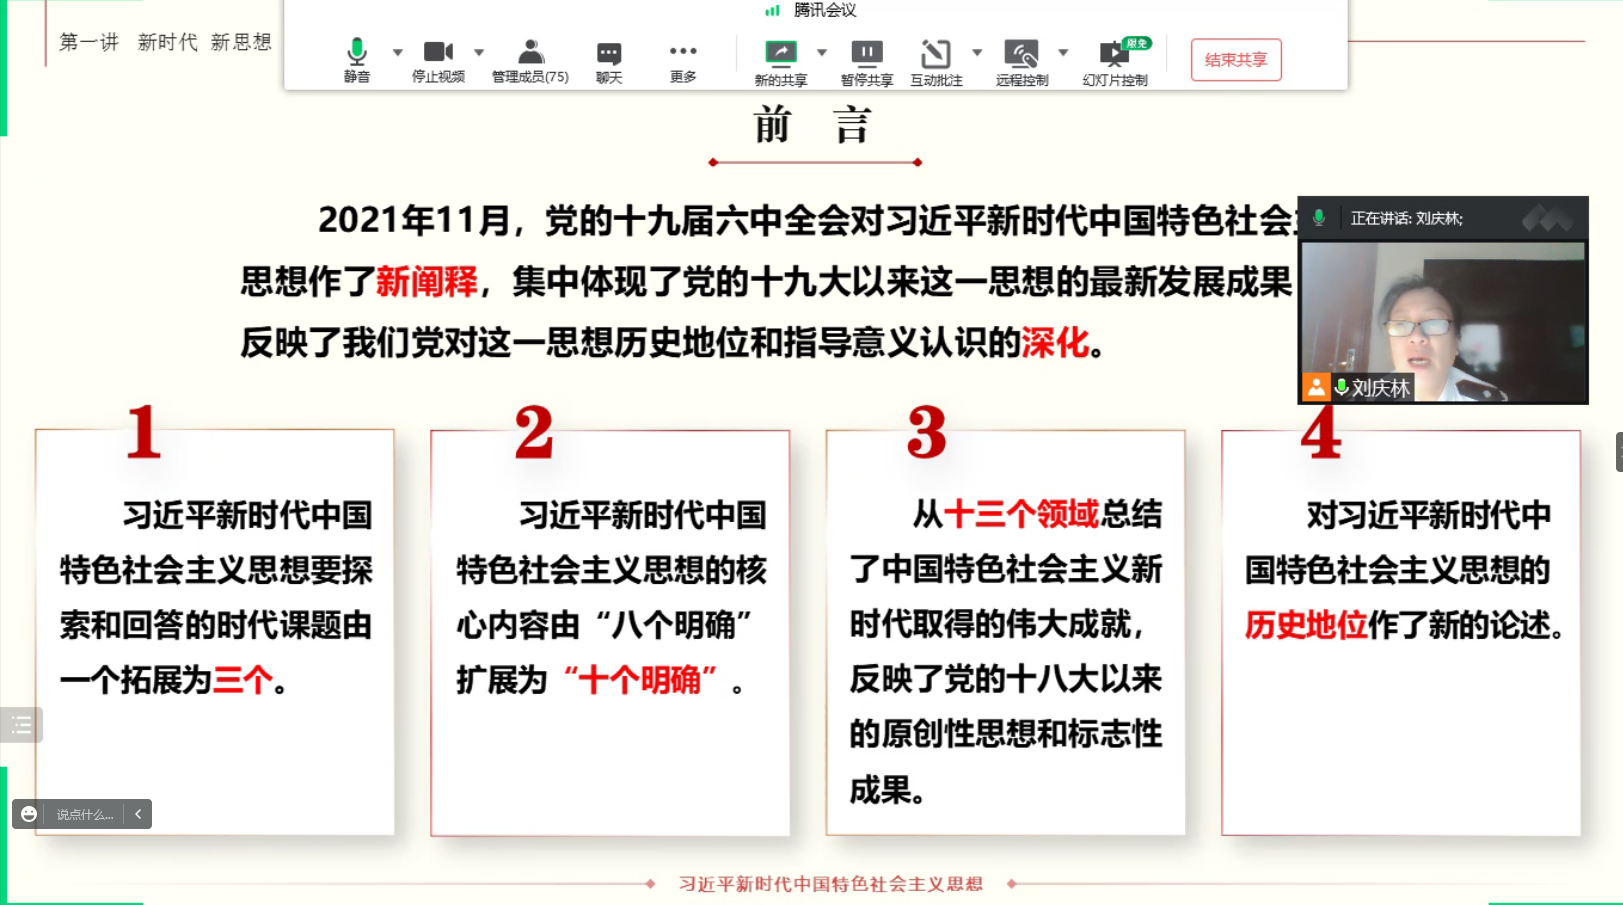 腾讯会议
静音
停止视频
管理成员(75)
聊天
更多
新的共享
暂停共享
互动批注
远程控制
限免
幻灯片控制
结束共享
第一讲 新时代 新思想
前 言
2021年11月，党的十九届六中全会对习近平新时代中国特色社会
思想作了新阐释，集中体现了党的十九大以来这一思想的最新发展成果
反映了我们党对这一思想历史地位和指导意义认识的深化。
正在讲话: 刘庆林;
刘庆林
1
习近平新时代中国
特色社会主义思想要探
索和回答的时代课题由
一个拓展为三个。
2
习近平新时代中国
特色社会主义思想的核
心内容由“八个明确”
扩展为“十个明确”。
3
从十三个领域总结
了中国特色社会主义新
时代取得的伟大成就，
反映了党的十八大以来
的原创性思想和标志性
成果。
4
对习近平新时代中
国特色社会主义思想的
历史地位作了新的论述。
说点什么...
习近平新时代中国特色社会主义思想